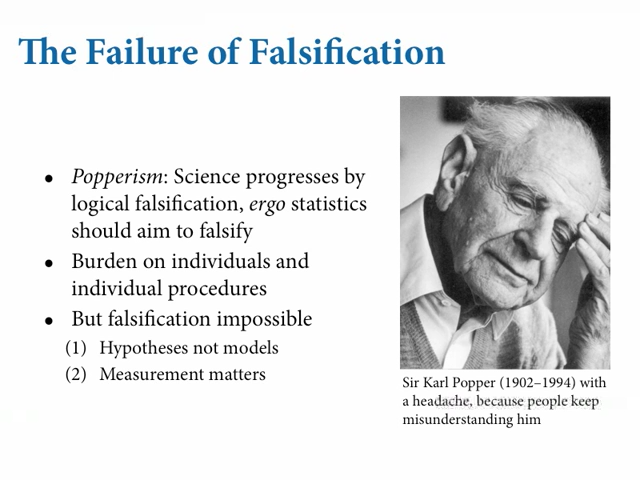 The Failure of Falsification
• Popperism: Science progresses by
logical falsification, ergo statistics
should aim to falsify
• Burden on individuals and
individual procedures
• But falsification impossible
(1) Hypotheses not models
(2) Measurement matters
Sir Karl Popper (1902–1994) with
a headache, because people keep
misunderstanding him